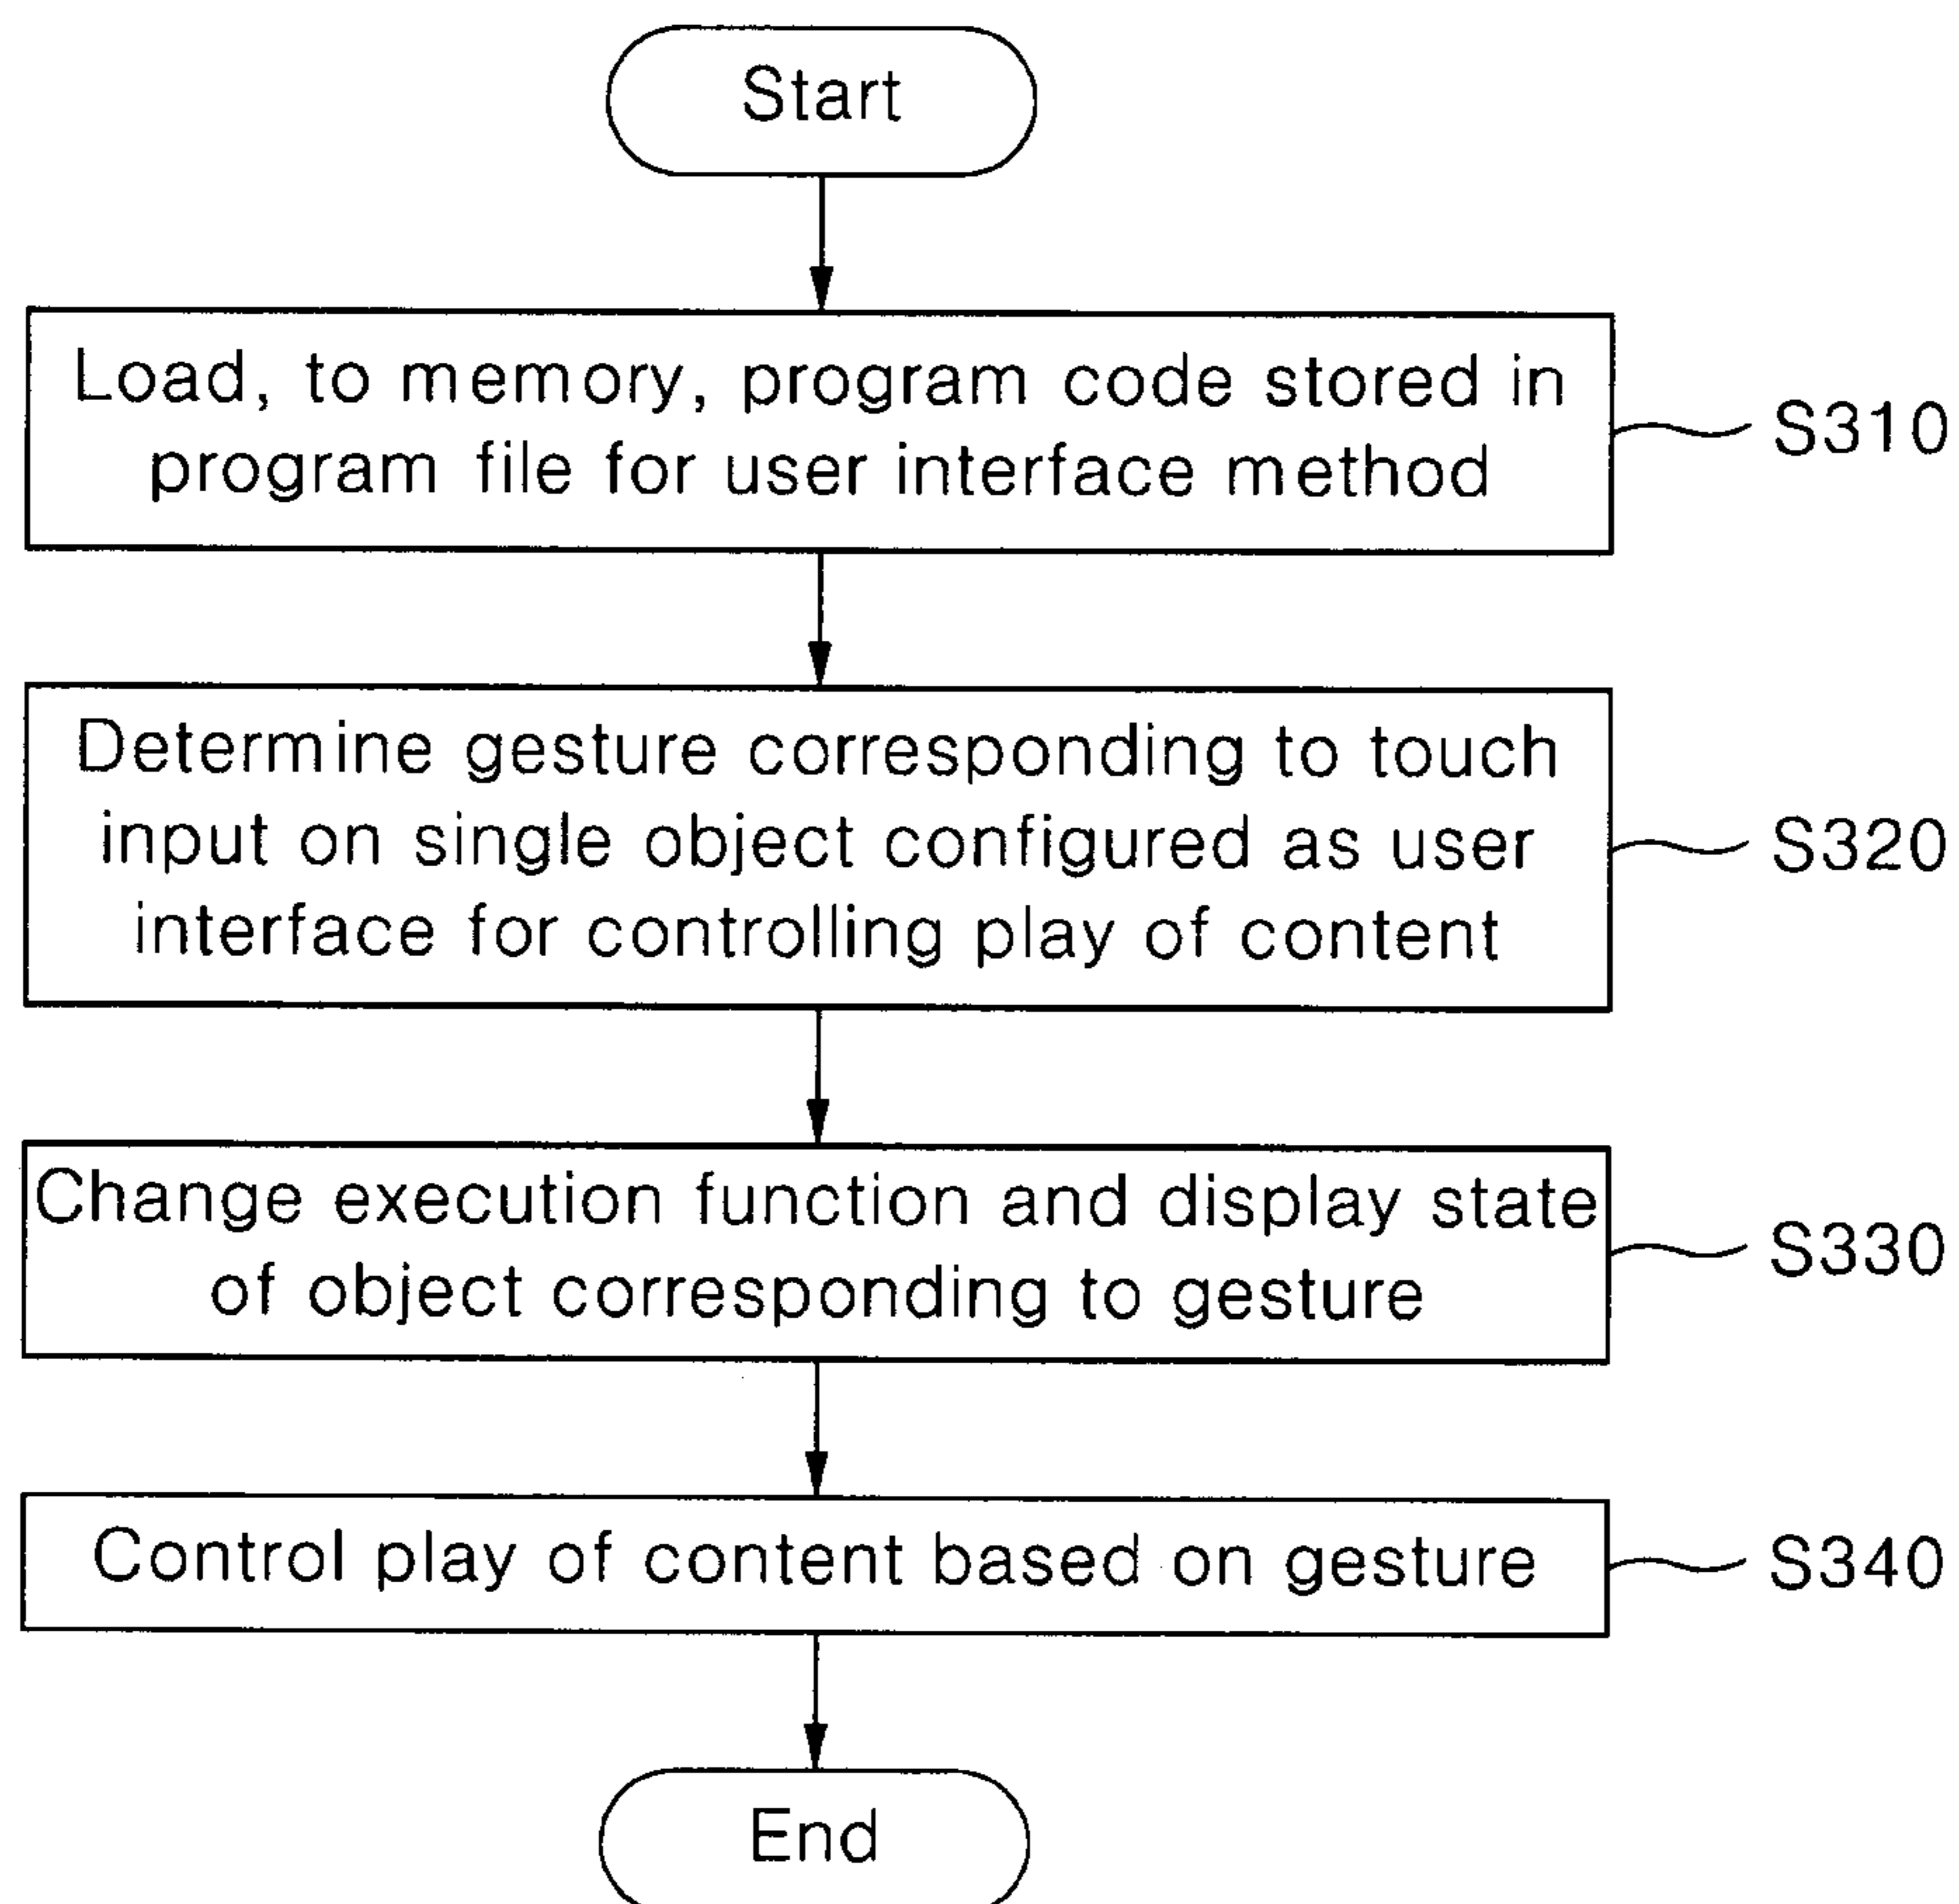 Start
Load, to memory, program code stored in
program file for user interface method
S310
Determine gesture corresponding to touch
input on single object configured as user
interface for controlling play of content
S320
Change execution function and display state
of object corresponding to gesture
S330
Control play of content based on gesture
S340
End